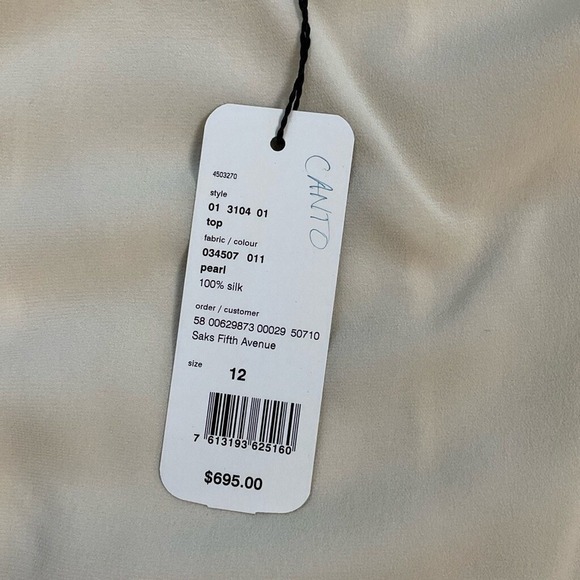 4503270
style
01 3104 01
top
fabric / colour
034507 011
pearl
100% silk
order / customer
58 00629873 00029 50710
Saks Fifth Avenue
size 12
7 613193 625160
$695.00
CANTO